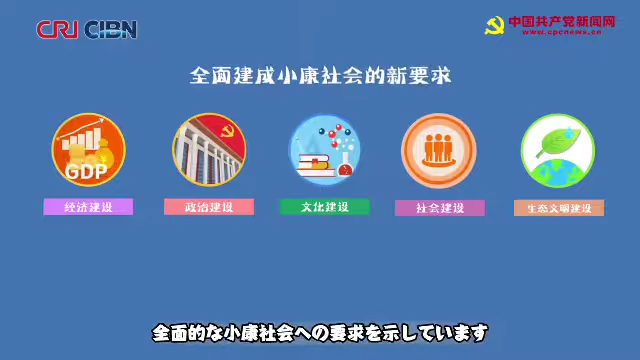 CRI CIBN
中国共产党新闻网
www.cpcnews.cn
全面建成小康社会的新要求
GDP
经济建设
政治建设
文化建设
社会建设
生态文明建设
全面的な小康社会への要求を示しています